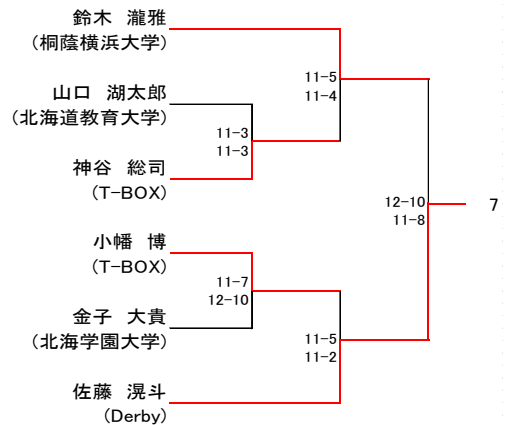 鈴木 瀧雅
(桐蔭横浜大学)
11-5
11-4
山口 湖太郎
(北海道教育大学)
11-3
11-3
神谷 総司
(T-BOX)
12-10
11-8
7
小幡 博
(T-BOX)
11-7
12-10
金子 大貴
(北海学園大学)
11-5
11-2
佐藤 滉斗
(Derby)